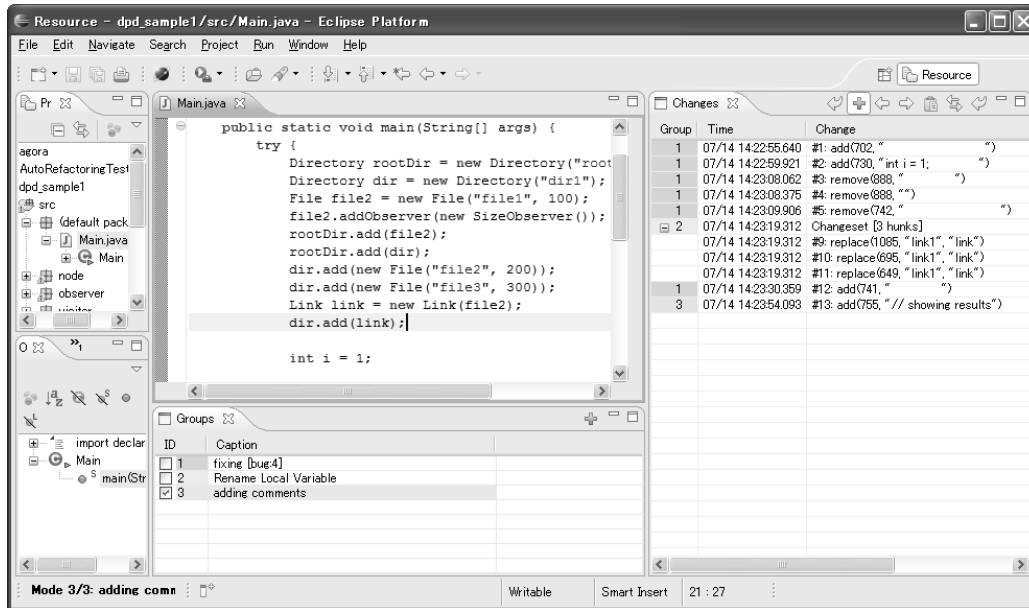 Resource - dpd_sample1/src/Main.java - Eclipse Platform
File Edit Navigate Search Project Run Window Help
Resource
Pr
agora
AutoRefactoringTest
dpd_sample1
src
(default pack
Main.java
Main
node
observer
O
»1
import declar
Main
main(Str
Main.java
public static void main(String[] args) {
try {
Directory rootDir = new Directory("root
Directory dir = new Directory("dir1");
File file2 = new File("file1", 100);
file2.addObserver(new SizeObserver());
rootDir.add(file2);
rootDir.add(dir);
dir.add(new File("file2", 200));
dir.add(new File("file3", 300));
Link link = new Link(file2);
dir.add(link);
int i = 1;
Groups
ID Caption
1 fixing [bug:4]
2 Rename Local Variable
3 adding comments
Changes
Group Time Change
1 07/14 14:22:55.640 #1: add(702, " ")
1 07/14 14:22:59.921 #2: add(730, "int i = 1; ")
1 07/14 14:23:08.062 #3: remove(888, " ")
1 07/14 14:23:08.375 #4: remove(888, "")
1 07/14 14:23:09.906 #5: remove(742, " ")
2 07/14 14:23:19.312 Changeset [3 hunks]
07/14 14:23:19.312 #9: replace(1085, "link1", "link")
07/14 14:23:19.312 #10: replace(695, "link1", "link")
07/14 14:23:19.312 #11: replace(649, "link1", "link")
1 07/14 14:23:30.359 #12: add(741, " ")
3 07/14 14:23:54.093 #13: add(755, "// showing results")
Mode 3/3: adding comm
Writable
Smart Insert
21 : 27